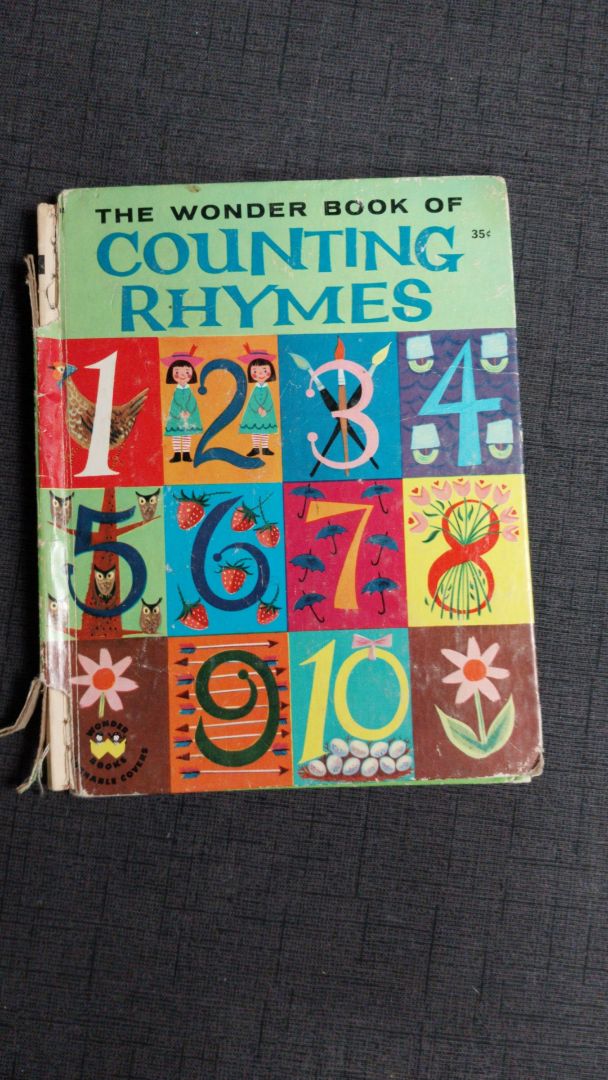 THE WONDER BOOK OF
COUNTING
35¢
RHYMES
1 2 3 4
5 6 7 8
9 10
WONDER
BOOKS
COVERS